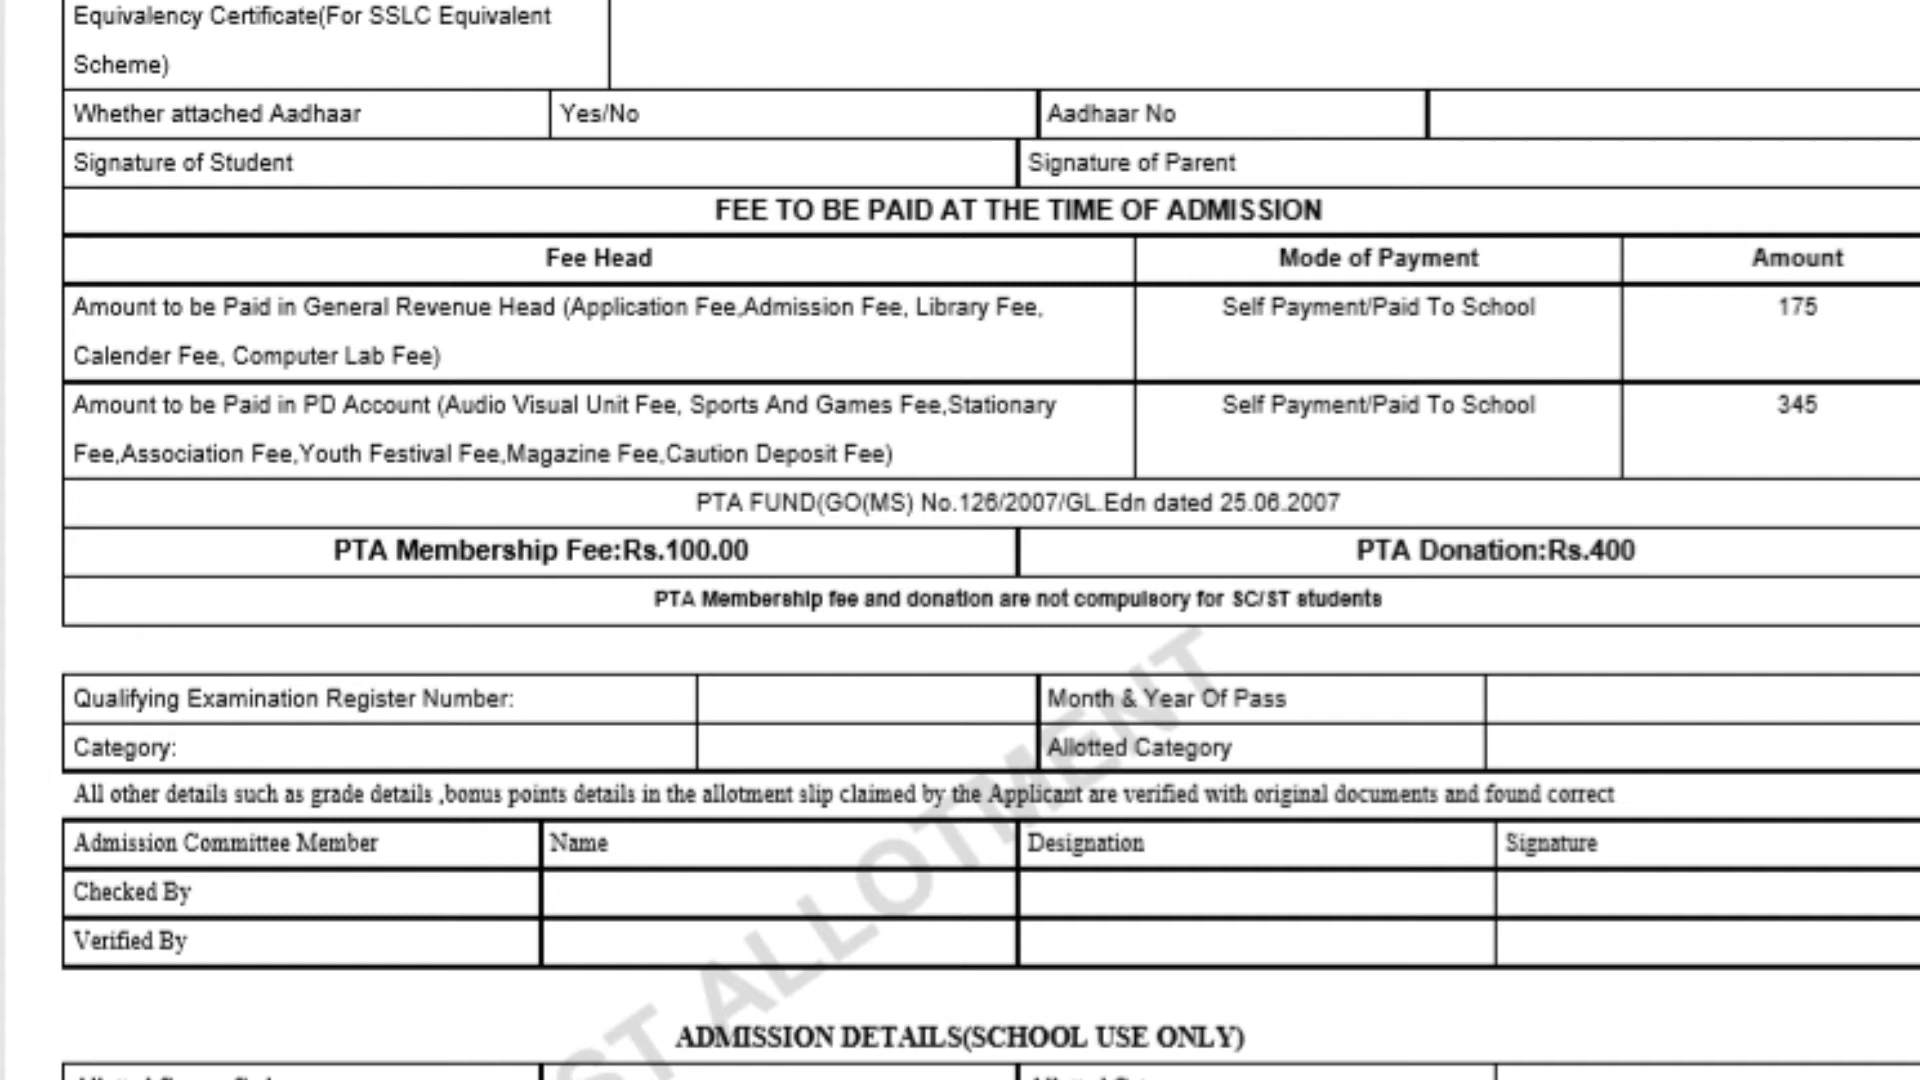 Equivalency Certificate(For SSLC Equivalent
Scheme)
Whether attached Aadhaar Yes/No Aadhaar No
Signature of Student Signature of Parent
FEE TO BE PAID AT THE TIME OF ADMISSION
Fee Head Mode of Payment Amount
Amount to be Paid in General Revenue Head (Application Fee,Admission Fee, Library Fee, Self Payment/Paid To School 175
Calender Fee, Computer Lab Fee)
Amount to be Paid in PD Account (Audio Visual Unit Fee, Sports And Games Fee,Stationary Self Payment/Paid To School 345
Fee,Association Fee,Youth Festival Fee,Magazine Fee,Caution Deposit Fee)
PTA FUND(GO(MS) No.126/2007/GL.Edn dated 25.06.2007
PTA Membership Fee:Rs.100.00 PTA Donation:Rs.400
PTA Membership fee and donation are not compulsory for SC/ST students
Qualifying Examination Register Number: Month & Year Of Pass
Category: Allotted Category
All other details such as grade details ,bonus points details in the allotment slip claimed by the Applicant are verified with original documents and found correct
Admission Committee Member Name Designation Signature
Checked By
Verified By
ST ALLOTMENT
ADMISSION DETAILS(SCHOOL USE ONLY)